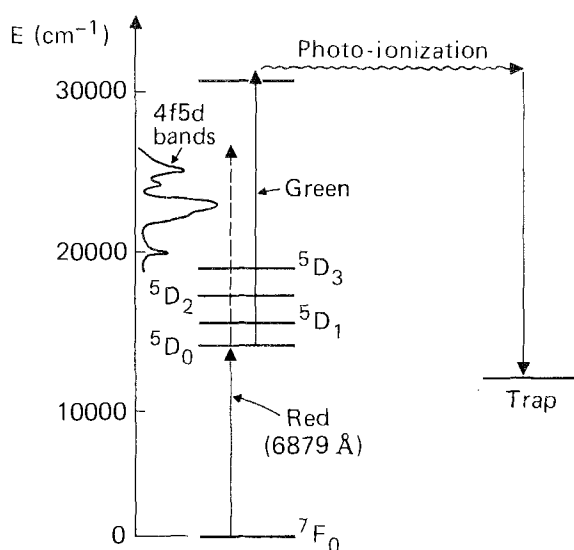 E (cm⁻¹)
Photo-ionization
30000
4f5d
bands
Green
20000
⁵D₃
⁵D₂
⁵D₁
⁵D₀
10000
Red
(6879 Å)
Trap
0
⁷F₀